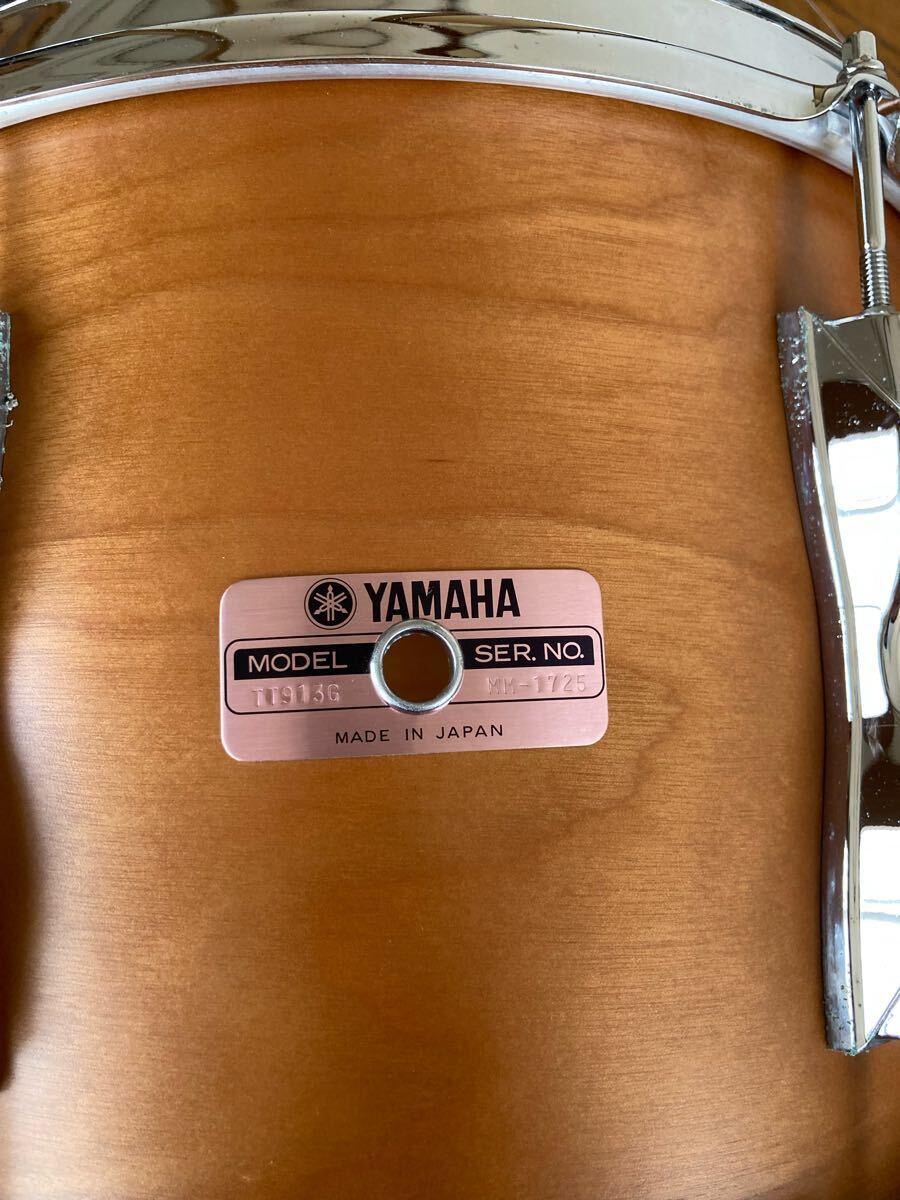 YAMAHA
MODEL SER. NO.
TT913G MM-1725
MADE IN JAPAN